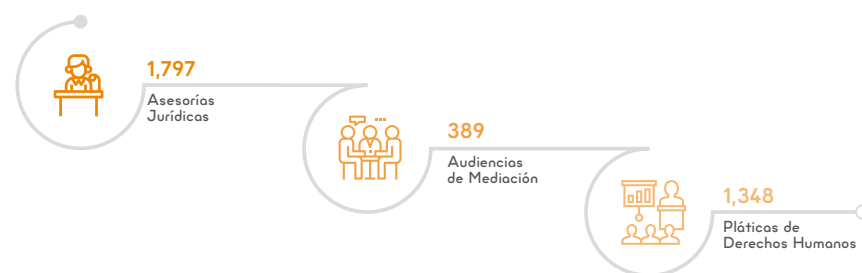 1,797
Asesorías
Jurídicas
389
Audiencias
de Mediación
1,348
Pláticas de
Derechos Humanos